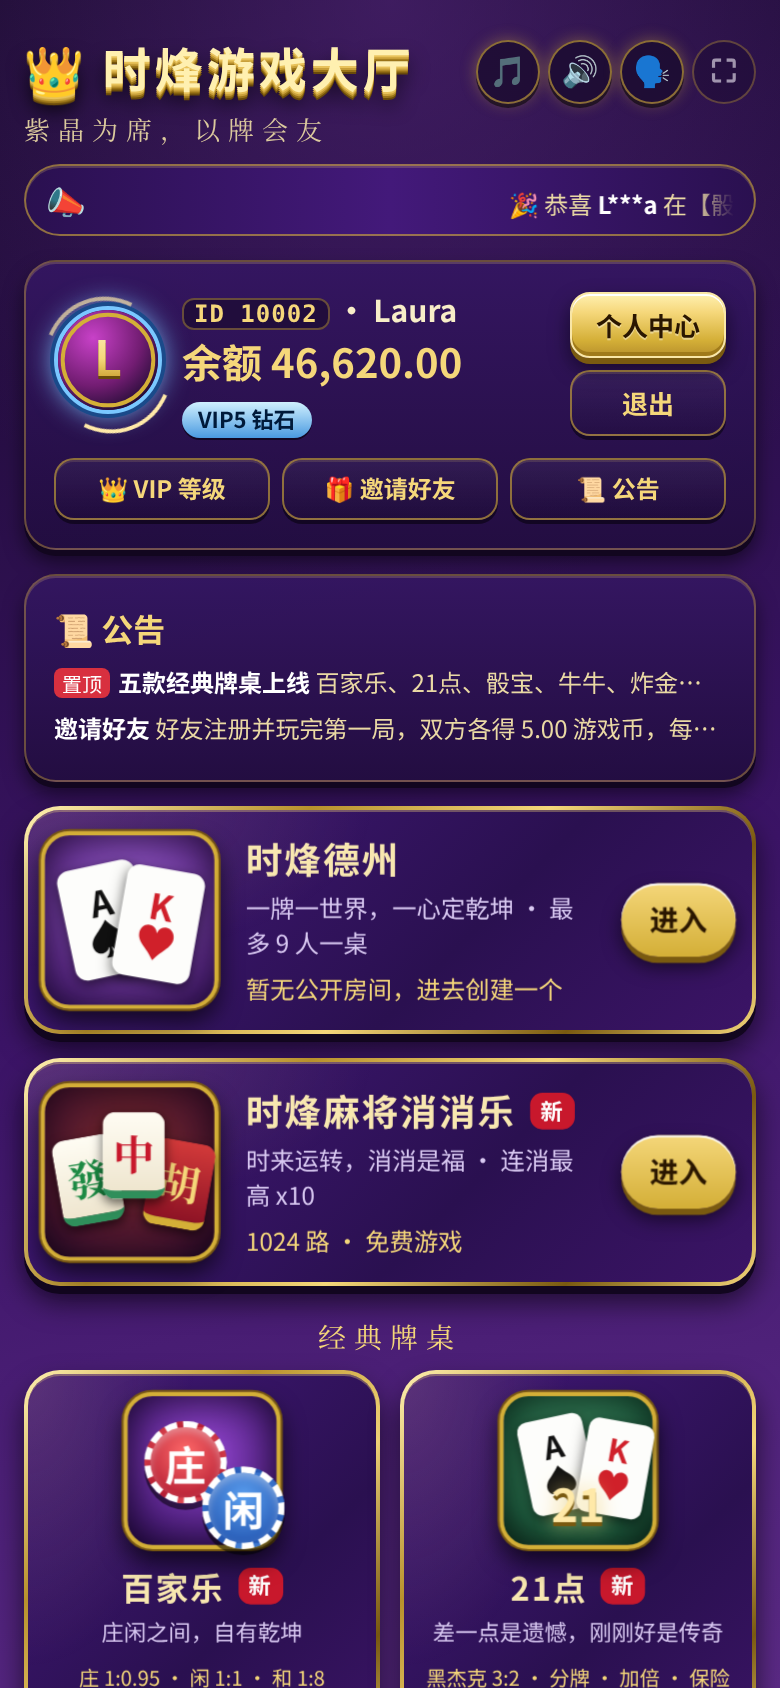 时烽游戏大厅
紫晶为席，以牌会友
恭喜 L***a 在【骰
L
ID 10002 · Laura
余额 46,620.00
VIP5 钻石
个人中心
退出
VIP 等级
邀请好友
公告
公告
置顶 五款经典牌桌上线 百家乐、21点、骰宝、牛牛、炸金…
邀请好友 好友注册并玩完第一局，双方各得 5.00 游戏币，每…
A K
时烽德州
一牌一世界，一心定乾坤 · 最
多 9 人一桌
暂无公开房间，进去创建一个
进入
發 中 胡
时烽麻将消消乐 新
时来运转，消消是福 · 连消最
高 x10
1024 路 · 免费游戏
进入
经典牌桌
庄
闲
百家乐 新
庄闲之间，自有乾坤
庄 1:0.95 · 闲 1:1 · 和 1:8
A K
21
21点 新
差一点是遗憾，刚刚好是传奇
黑杰克 3:2 · 分牌 · 加倍 · 保险